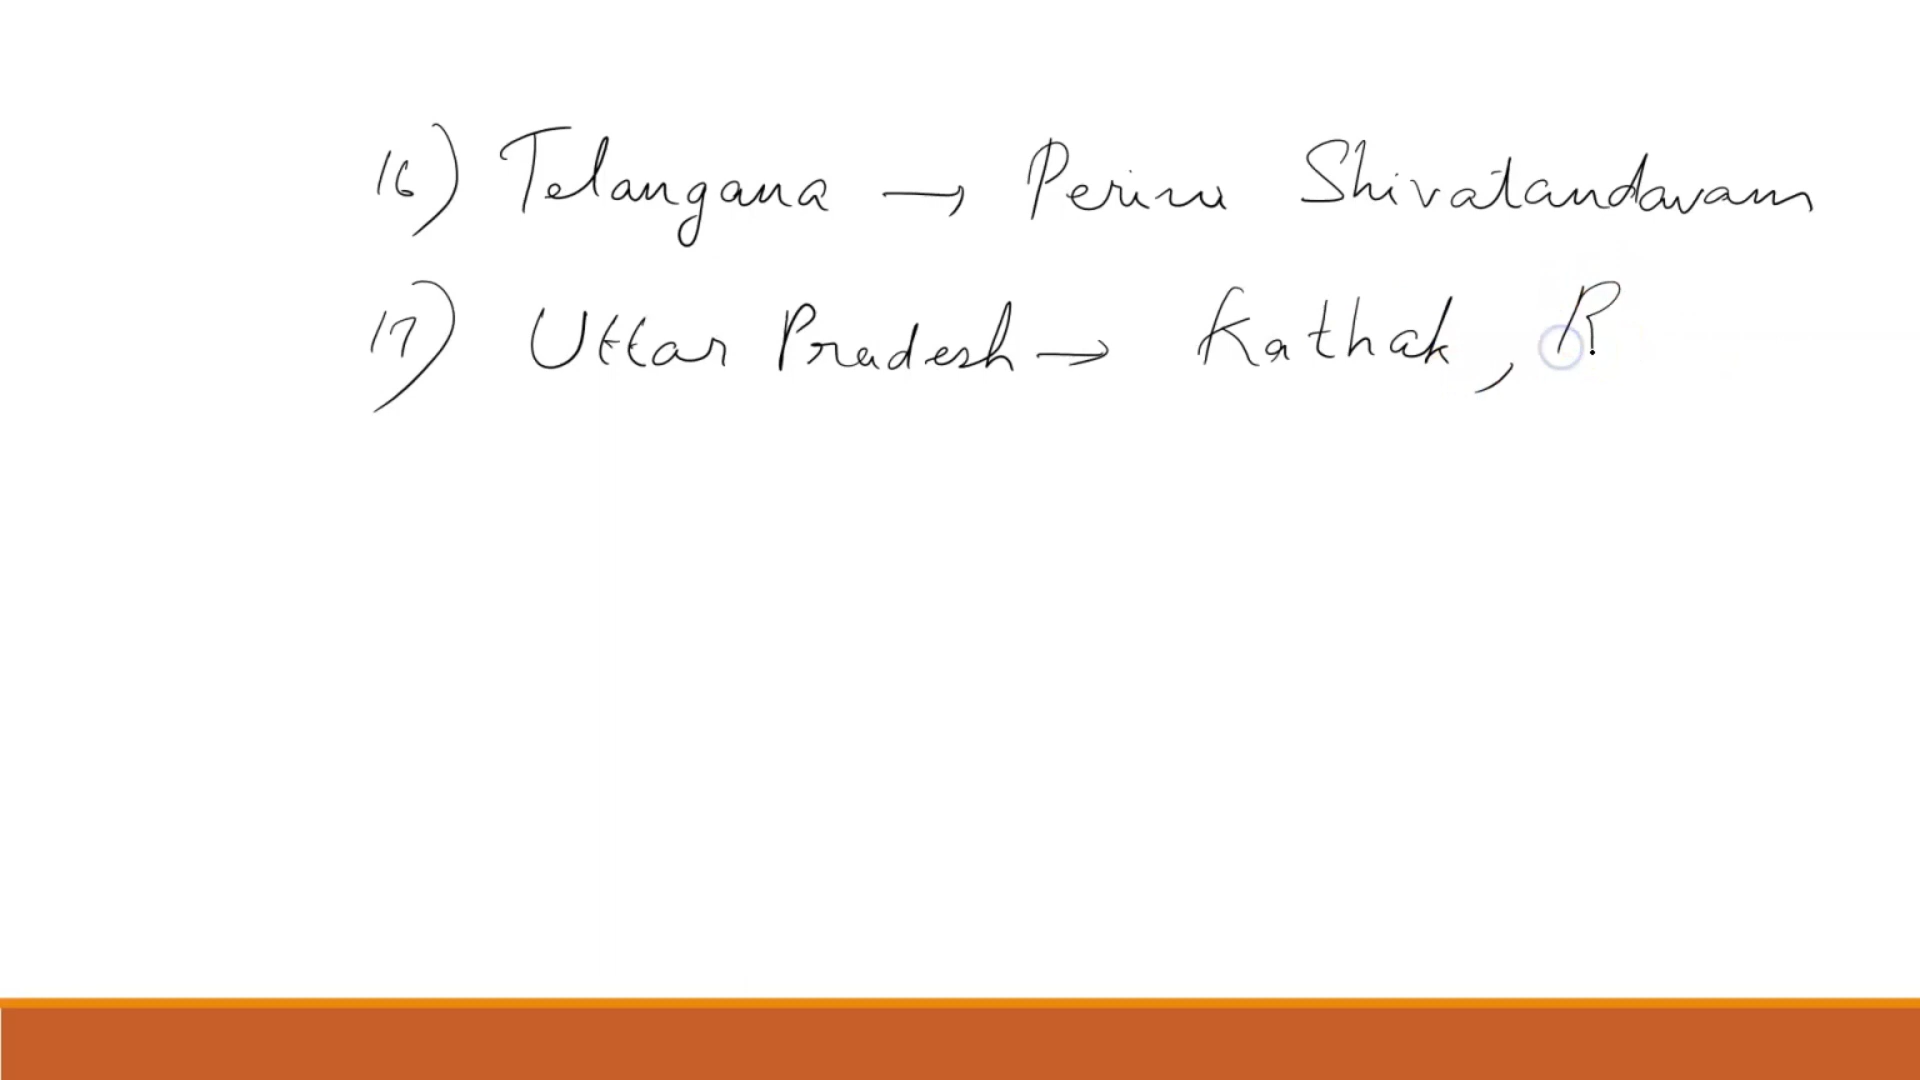 16) Telangana → Perini Shivatandavam
17) Uttar Pradesh → Kathak, R